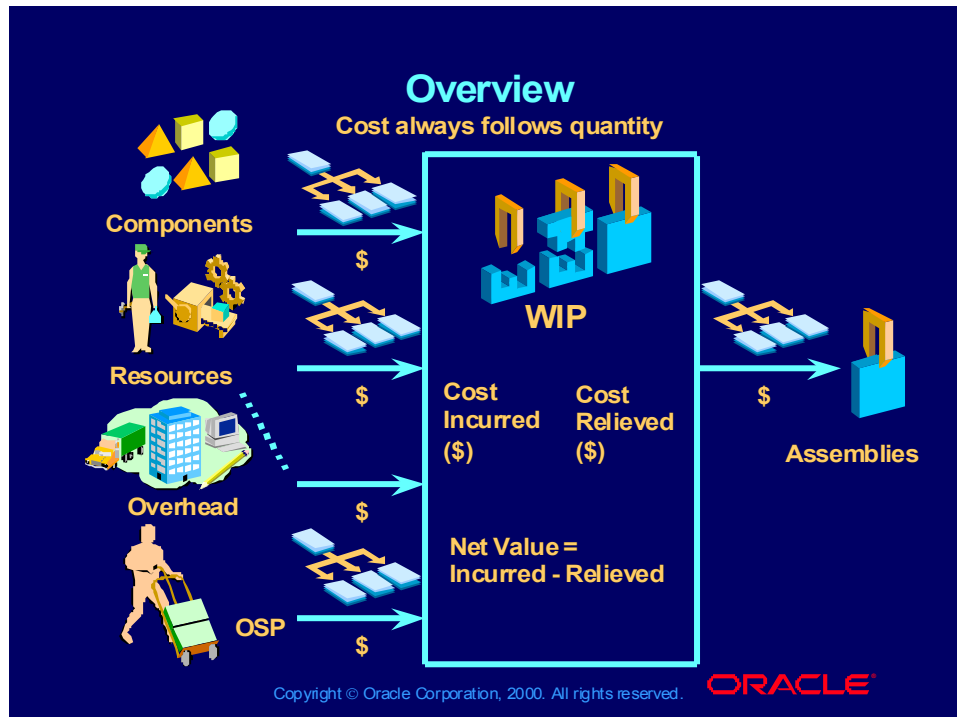 Overview
Cost always follows quantity
Components
$
Resources
$
Overhead
$
OSP
$
WIP
Cost
Incurred
($)
Cost
Relieved
($)
Net Value =
Incurred - Relieved
$
Assemblies
Copyright © Oracle Corporation, 2000. All rights reserved.
ORACLE®